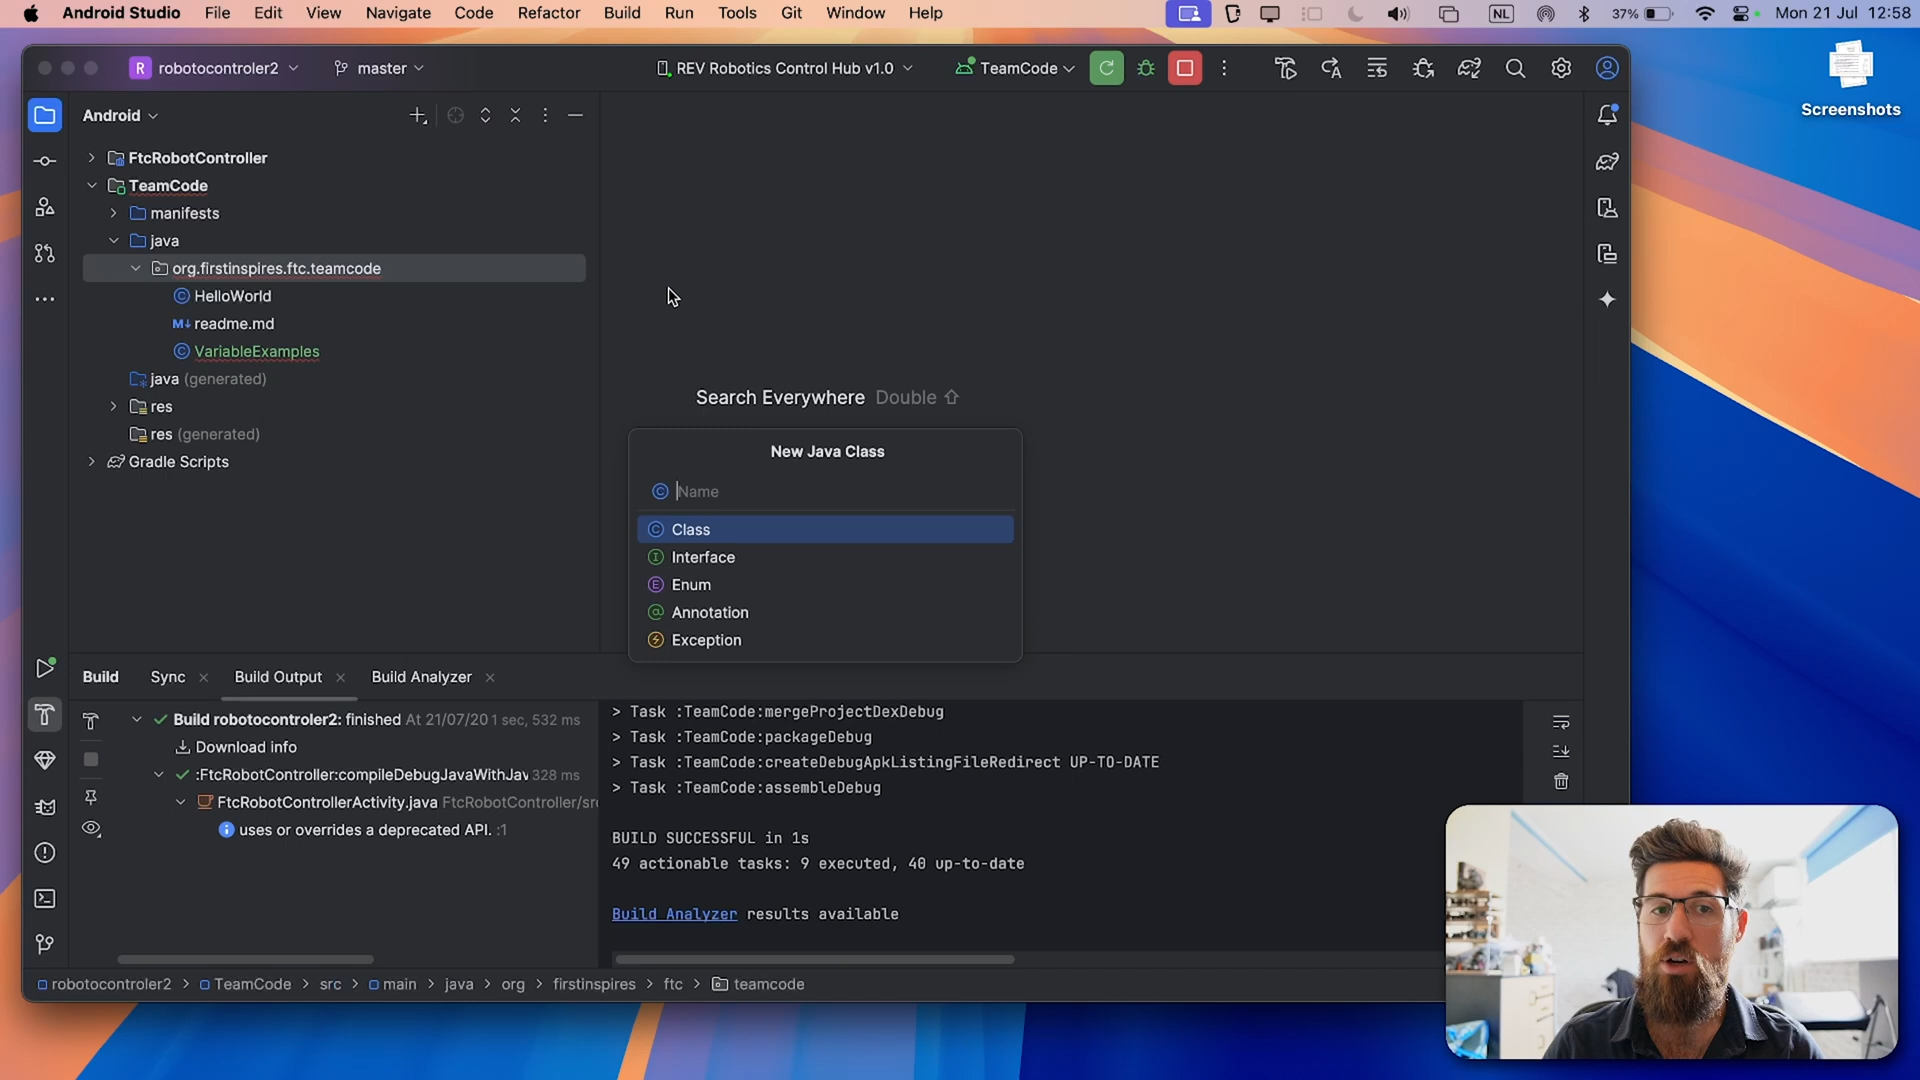 Android Studio File Edit View Navigate Code Refactor Build Run Tools Git Window Help NL 37% Mon 21 Jul 12:58
R robotocontroler2 master REV Robotics Control Hub v1.0 TeamCode
Screenshots
Android
FtcRobotController
TeamCode
manifests
java
org.firstinspires.ftc.teamcode
HelloWorld
M↓ readme.md
VariableExamples
java (generated)
res
res (generated)
Gradle Scripts
Search Everywhere Double ⇧
New Java Class
C Name
C Class
I Interface
E Enum
@ Annotation
Exception
Build Sync Build Output Build Analyzer
Build robotocontroler2: finished At 21/07/20 1 sec, 532 ms
Download info
:FtcRobotController:compileDebugJavaWithJav 328 ms
FtcRobotControllerActivity.java FtcRobotController/src
uses or overrides a deprecated API. :1
> Task :TeamCode:mergeProjectDexDebug
> Task :TeamCode:packageDebug
> Task :TeamCode:createDebugApkListingFileRedirect UP-TO-DATE
> Task :TeamCode:assembleDebug
BUILD SUCCESSFUL in 1s
49 actionable tasks: 9 executed, 40 up-to-date
Build Analyzer results available
robotocontroler2 > TeamCode > src > main > java > org > firstinspires > ftc > teamcode